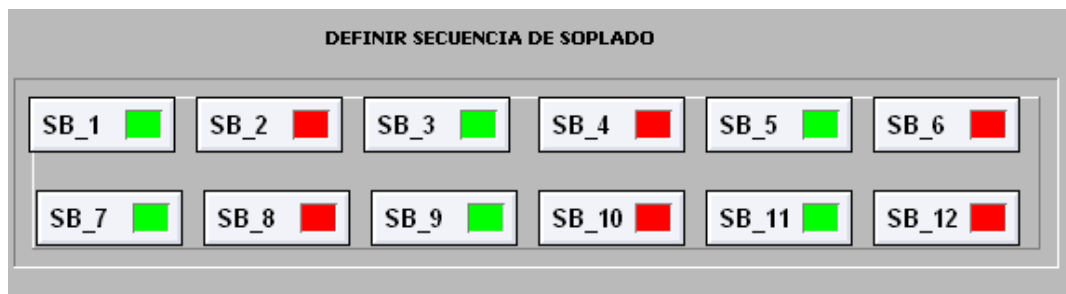 DEFINIR SECUENCIA DE SOPLADO
SB_1 SB_2 SB_3 SB_4 SB_5 SB_6
SB_7 SB_8 SB_9 SB_10 SB_11 SB_12